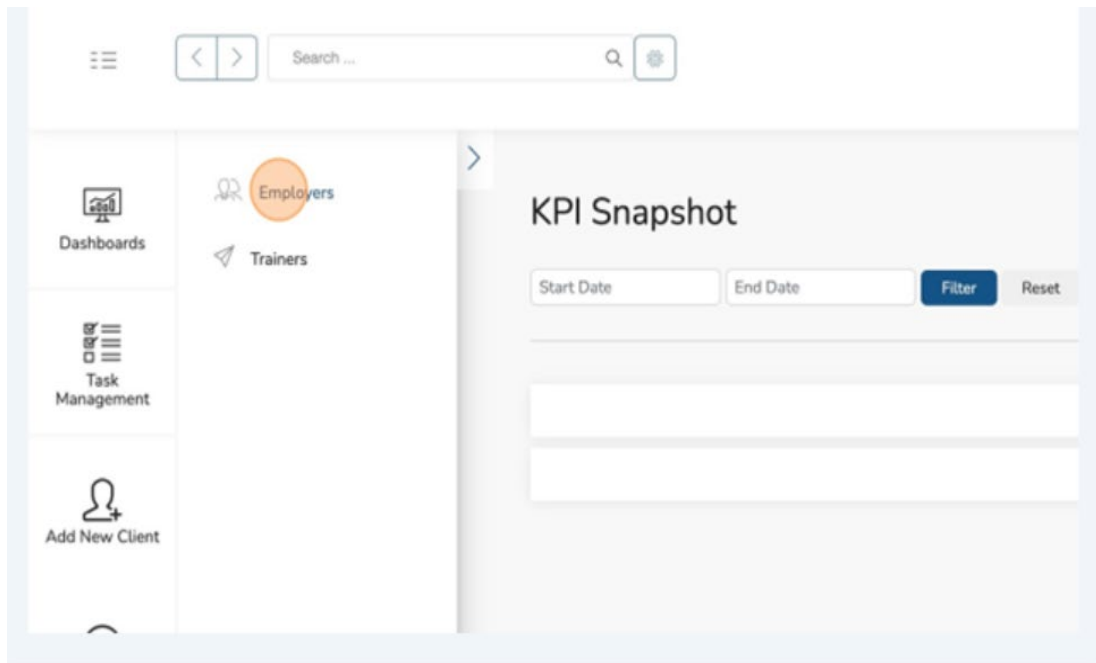 Search ...
Employers
Trainers
Dashboards
Task
Management
Add New Client
KPI Snapshot
Start Date
End Date
Filter
Reset